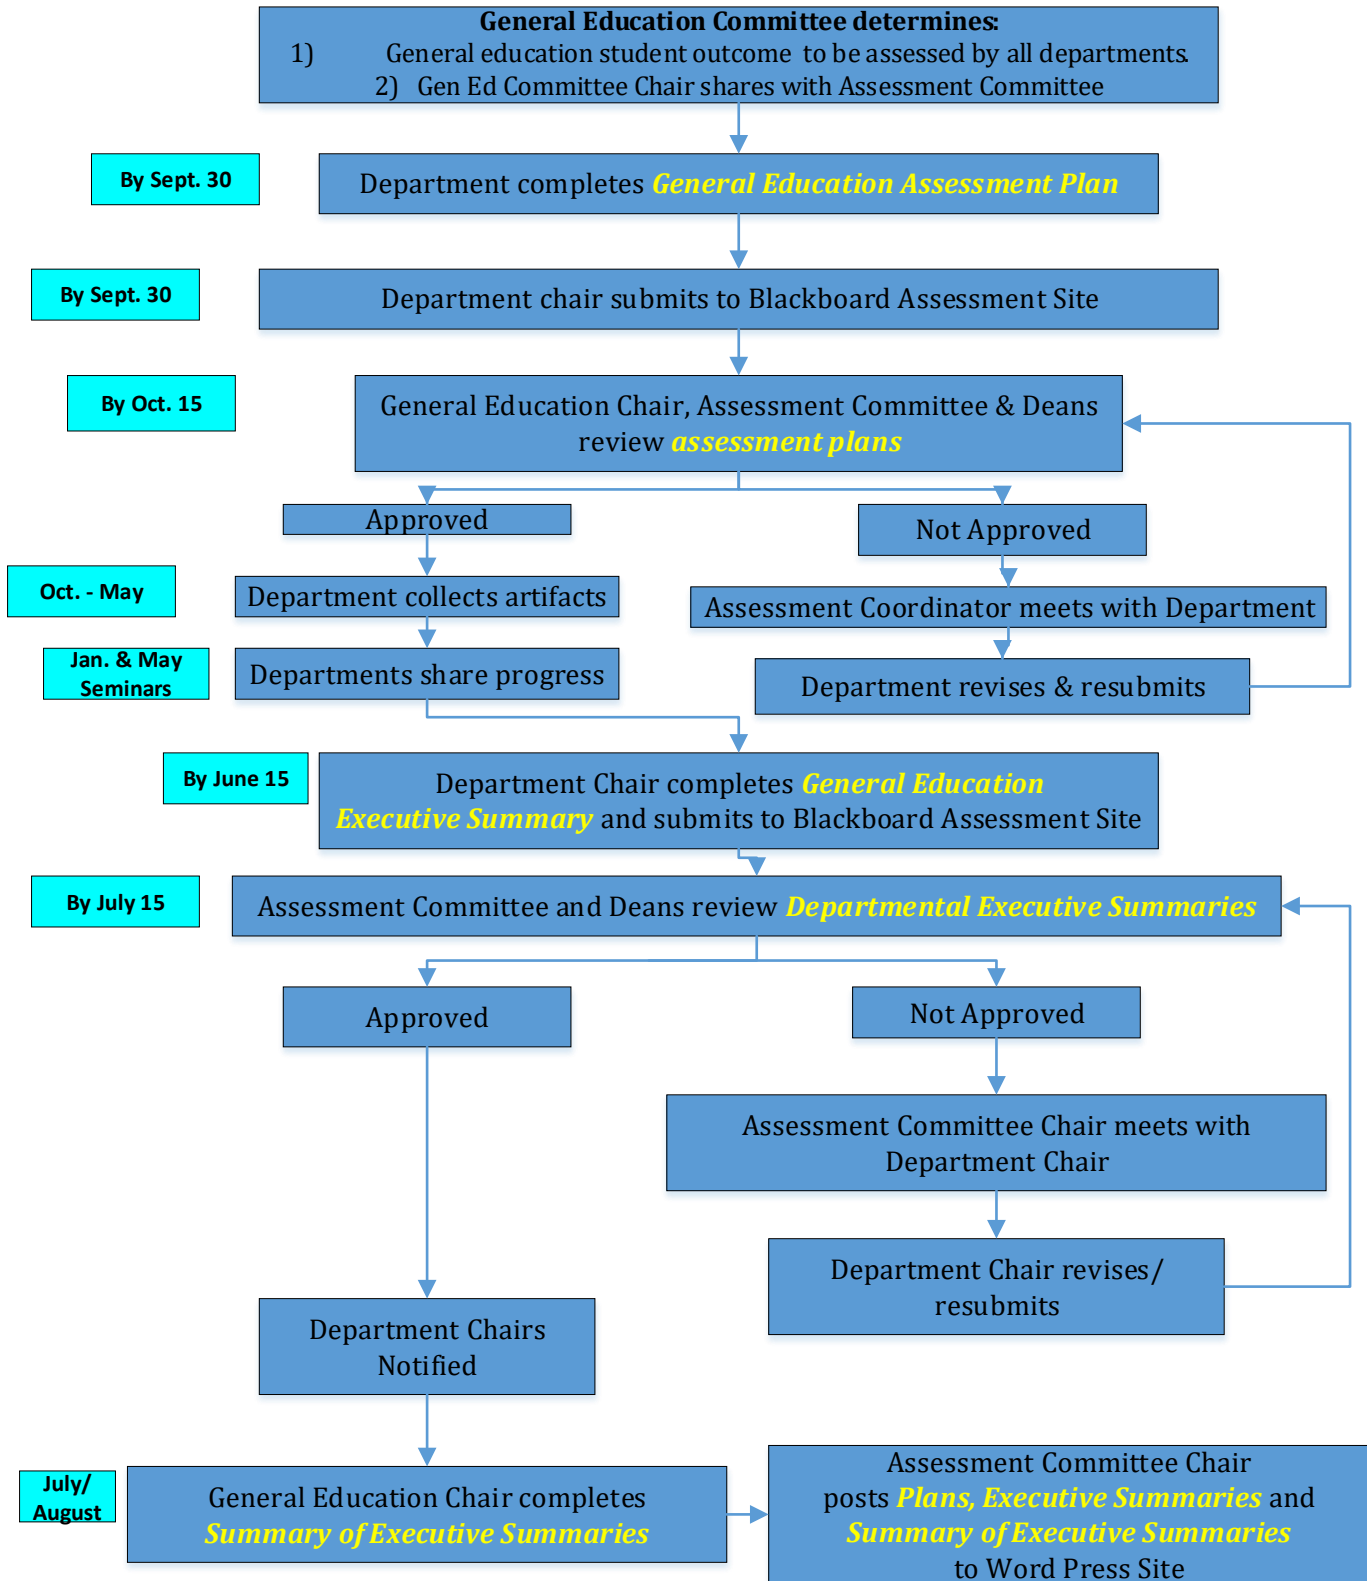 General Education Committee determines:
1) General education student outcome to be assessed by all departments.
2) Gen Ed Committee Chair shares with Assessment Committee
By Sept. 30
Department completes General Education Assessment Plan
By Sept. 30
Department chair submits to Blackboard Assessment Site
By Oct. 15
General Education Chair, Assessment Committee & Deans
review assessment plans
Approved
Not Approved
Oct. - May
Department collects artifacts
Assessment Coordinator meets with Department
Jan. & May
Seminars
Departments share progress
Department revises & resubmits
By June 15
Department Chair completes General Education
Executive Summary and submits to Blackboard Assessment Site
By July 15
Assessment Committee and Deans review Departmental Executive Summaries
Approved
Not Approved
Assessment Committee Chair meets with
Department Chair
Department Chair revises/
resubmits
Department Chairs
Notified
July/
August
General Education Chair completes
Summary of Executive Summaries
Assessment Committee Chair
posts Plans, Executive Summaries and
Summary of Executive Summaries
to Word Press Site